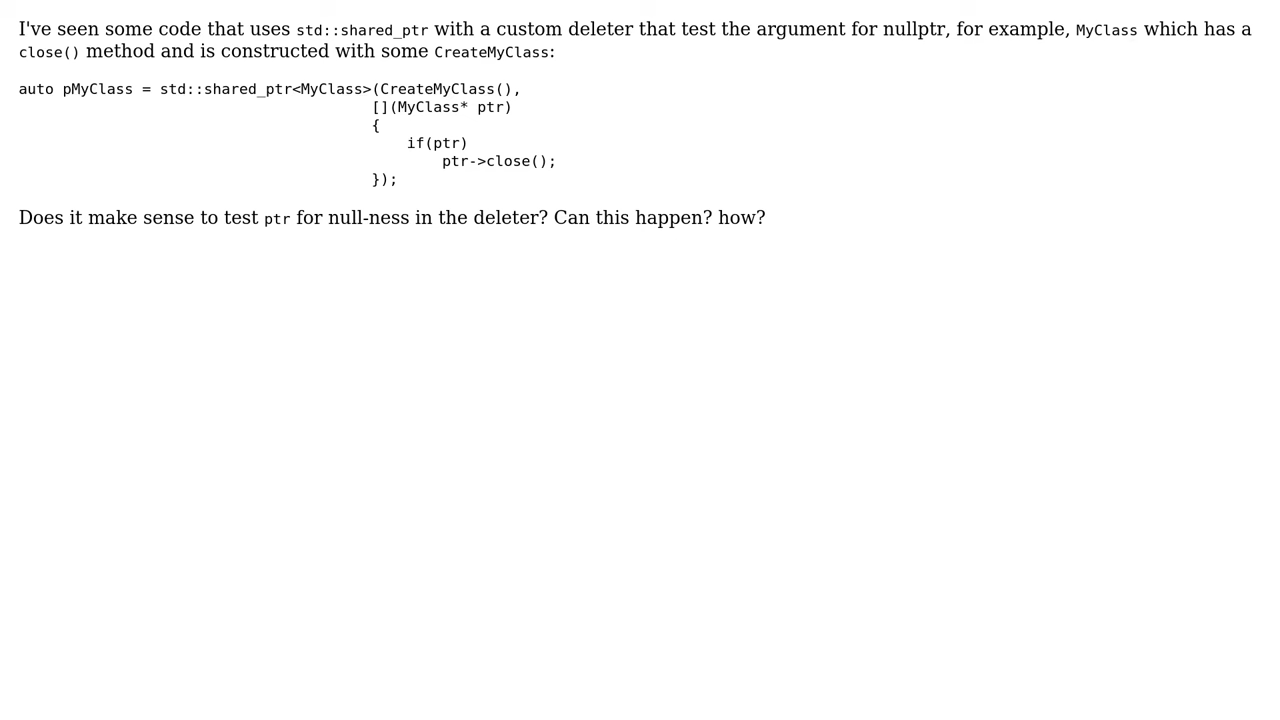 I've seen some code that uses std::shared_ptr with a custom deleter that test the argument for nullptr, for example, MyClass which has a
close() method and is constructed with some CreateMyClass:
auto pMyClass = std::shared_ptr<MyClass>(CreateMyClass(),
                                        [](MyClass* ptr)
                                        {
                                            if(ptr)
                                                ptr->close();
                                        });
Does it make sense to test ptr for null-ness in the deleter? Can this happen? how?